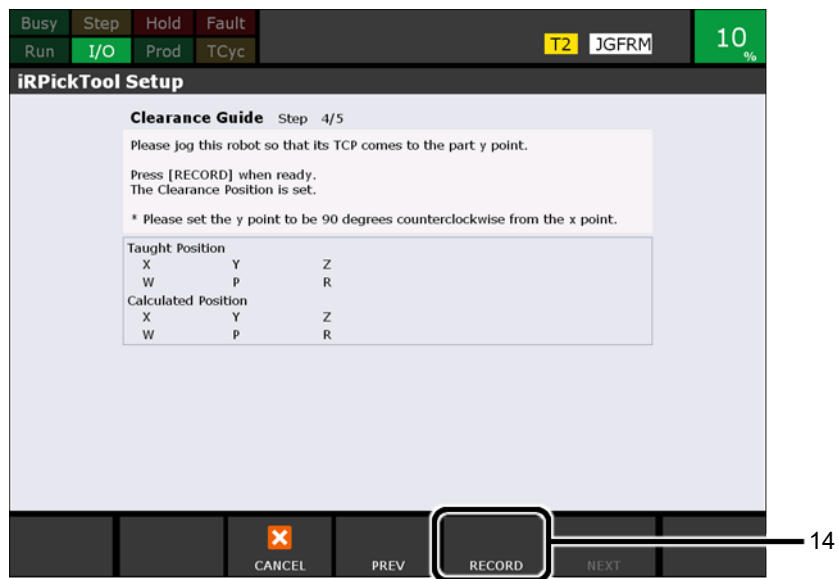 Busy Step Hold Fault
Run I/O Prod TCyc T2 JGFRM 10 %
iRPickTool Setup
Clearance Guide Step 4/5
Please jog this robot so that its TCP comes to the part y point.
Press [RECORD] when ready.
The Clearance Position is set.
* Please set the y point to be 90 degrees counterclockwise from the x point.
Taught Position
X Y Z
W P R
Calculated Position
X Y Z
W P R
CANCEL PREV RECORD NEXT
14